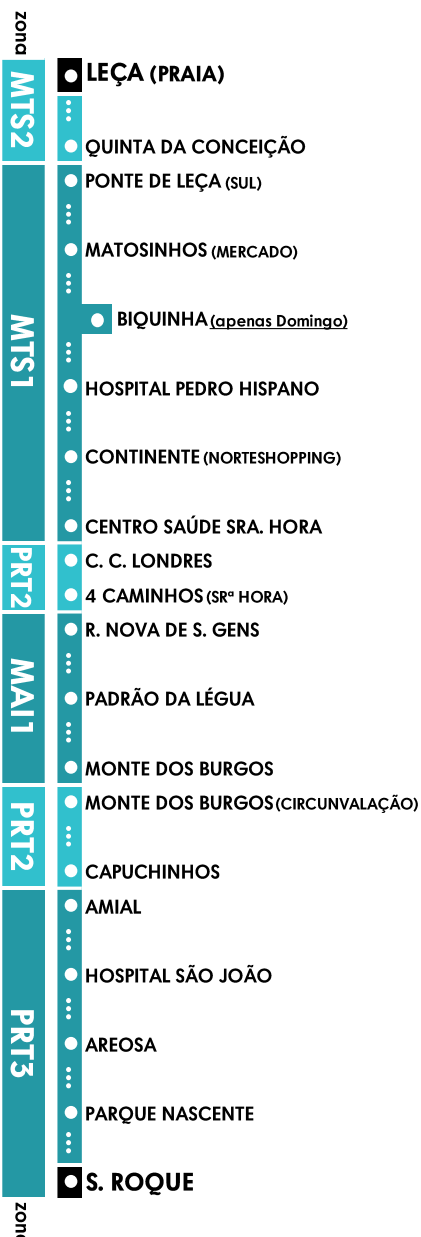 zona
MTS2
LEÇA (PRAIA)
QUINTA DA CONCEIÇÃO
MTS1
PONTE DE LEÇA (SUL)
MATOSINHOS (MERCADO)
BIQUINHA (apenas Domingo)
HOSPITAL PEDRO HISPANO
CONTINENTE (NORTESHOPPING)
CENTRO SAÚDE SRA. HORA
PRT2
C. C. LONDRES
4 CAMINHOS (SRª HORA)
MAI1
R. NOVA DE S. GENS
PADRÃO DA LÉGUA
MONTE DOS BURGOS
PRT2
MONTE DOS BURGOS (CIRCUNVALAÇÃO)
CAPUCHINHOS
PRT3
AMIAL
HOSPITAL SÃO JOÃO
AREOSA
PARQUE NASCENTE
S. ROQUE
zona